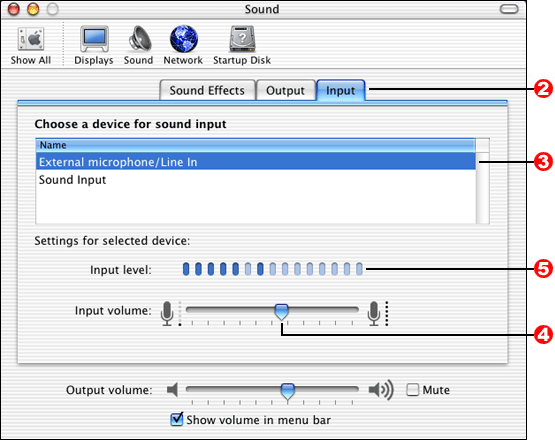 Sound
Show All Displays Sound Network Startup Disk
Sound Effects Output Input
2
Choose a device for sound input
Name
External microphone/Line In
3
Sound Input
Settings for selected device:
Input level:
5
Input volume:
4
Output volume: Mute
Show volume in menu bar